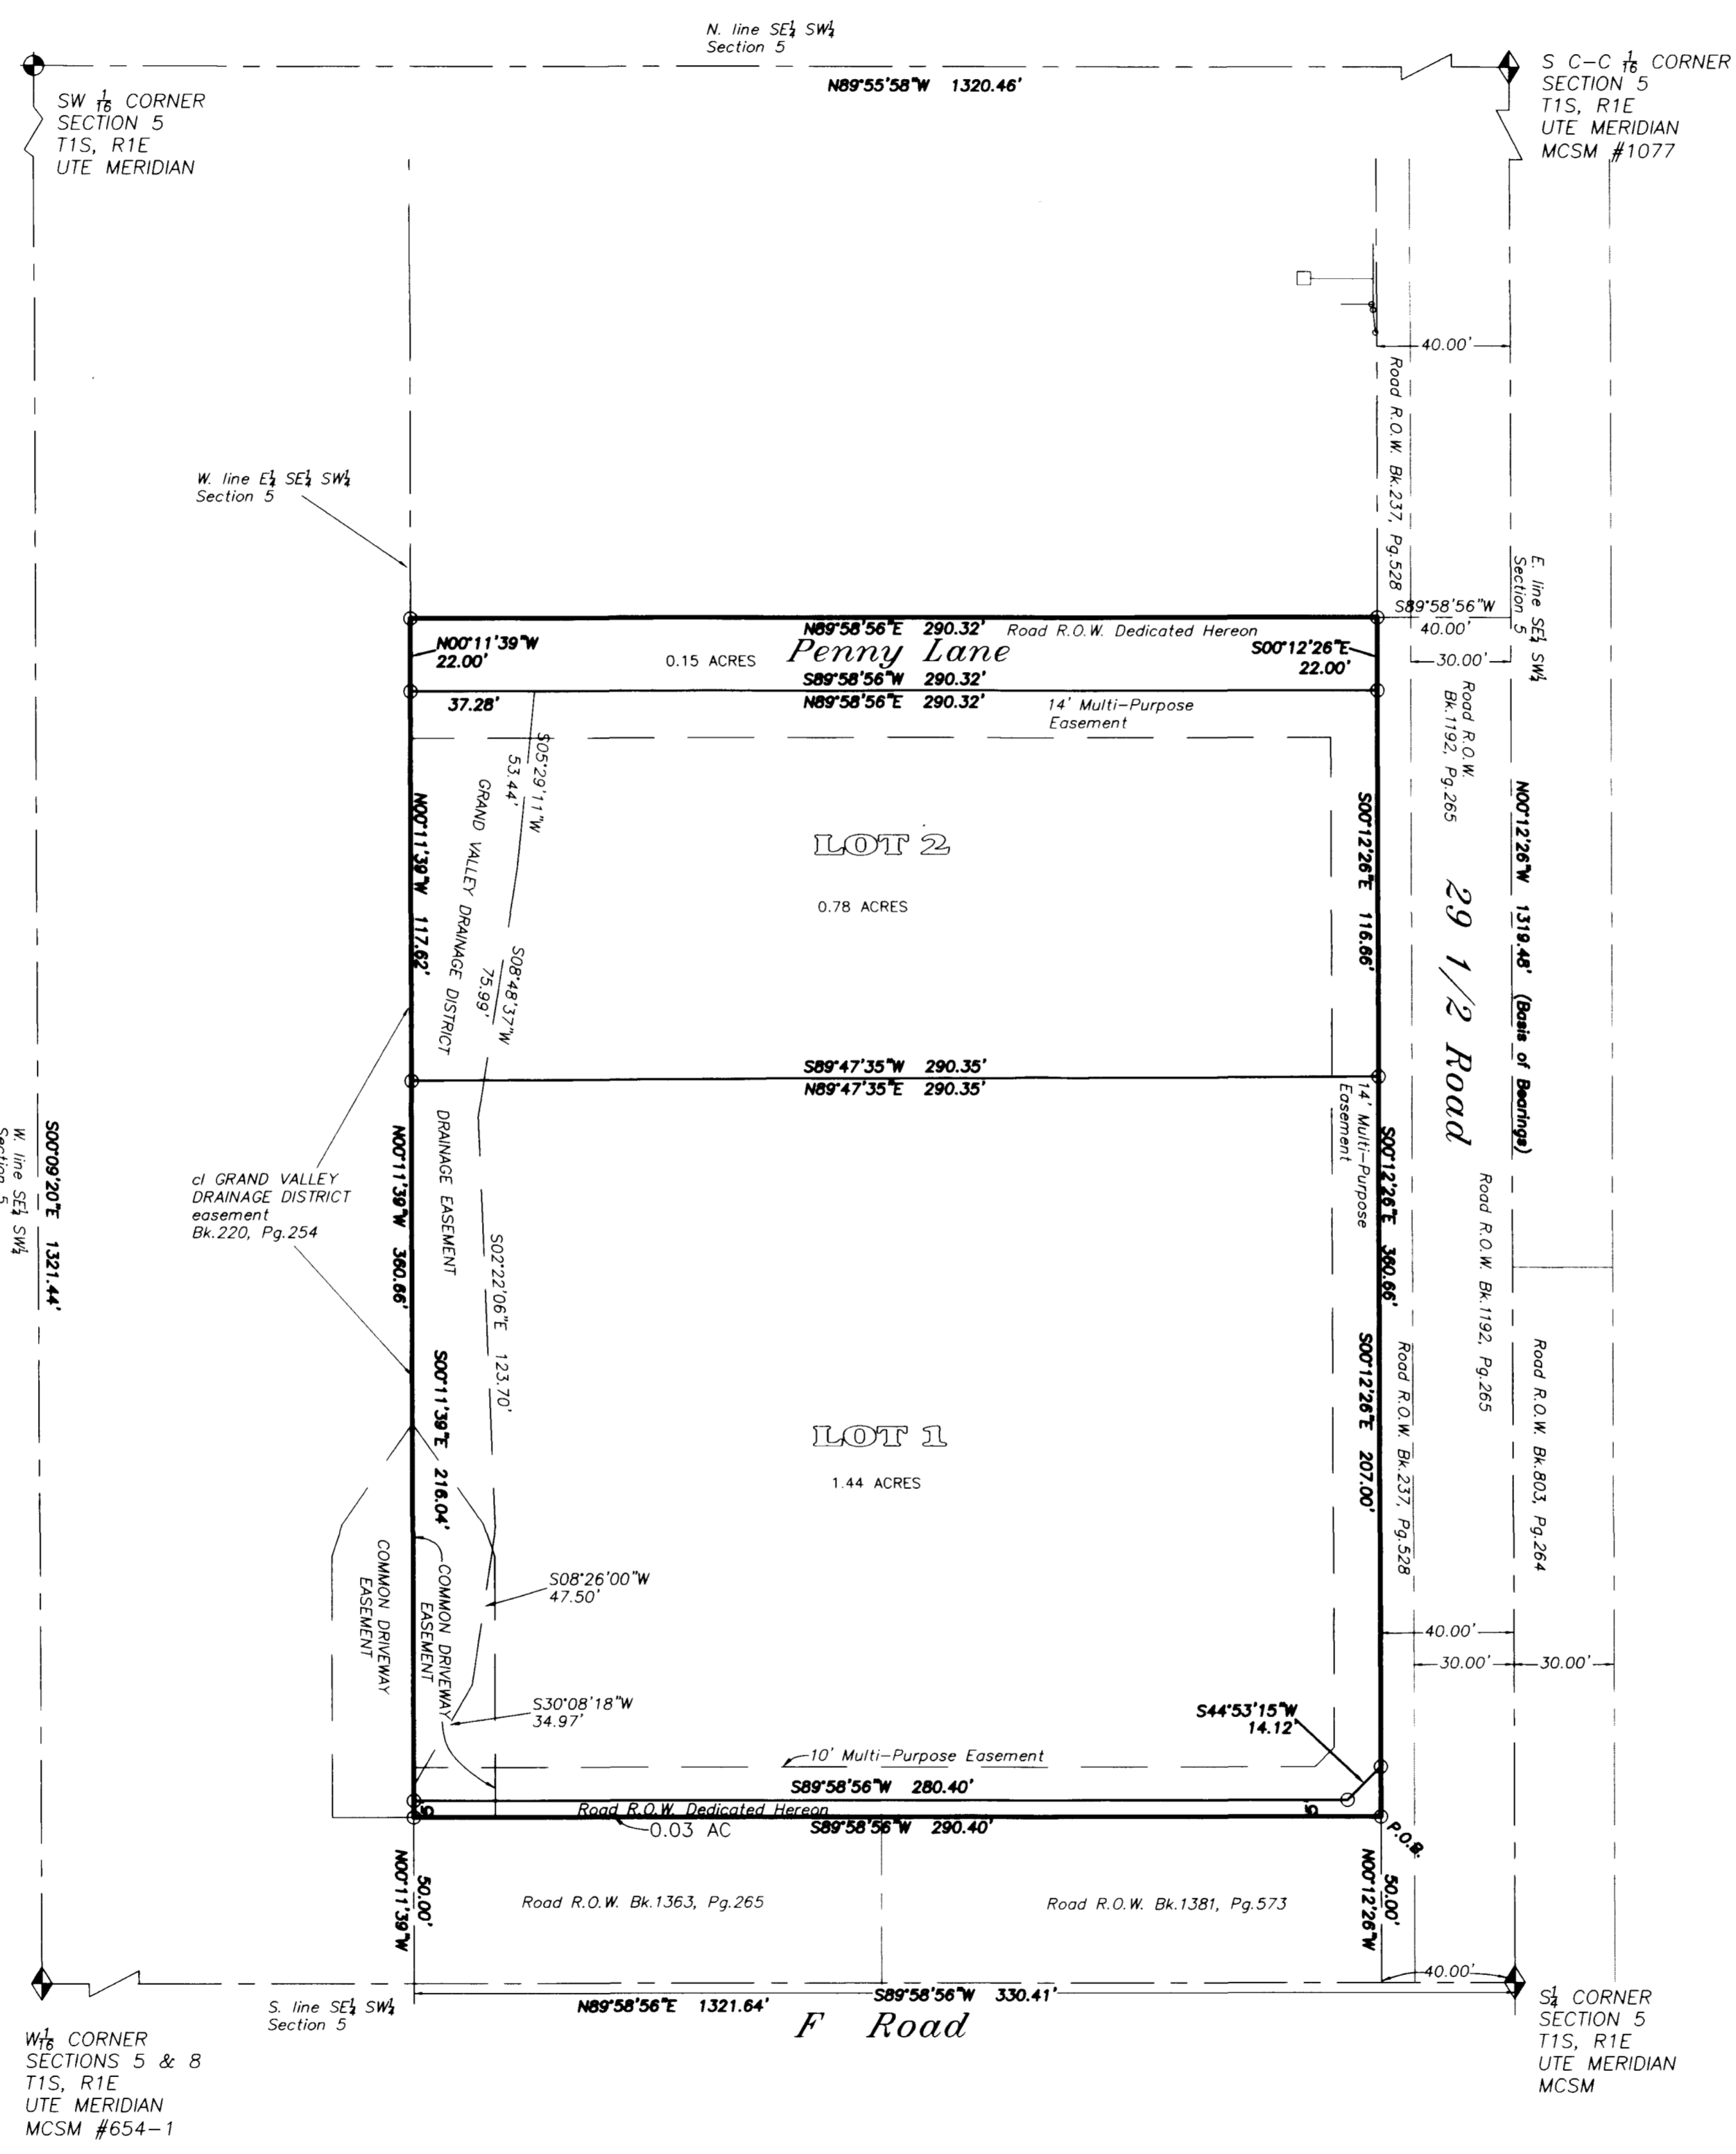 N. line SE¼ SW¼
Section 5
N89°55'58"W 1320.46'
SW 1/16 CORNER
SECTION 5
T1S, R1E
UTE MERIDIAN
S C-C 1/16 CORNER
SECTION 5
T1S, R1E
UTE MERIDIAN
MCSM #1077
40.00'
Road R.O.W. Bk.237, Pg.528
W. line E¼ SE¼ SW¼
Section 5
E. line SE¼ SW¼
Section 5
S89°58'56"W
40.00'
30.00'
N89°58'56"E 290.32'
Road R.O.W. Dedicated Hereon
N00°11'39"W
22.00'
0.15 ACRES
Penny Lane
S00°12'26"E
22.00'
S89°58'56"W 290.32'
37.28'
N89°58'56"E 290.32'
14' Multi-Purpose
Easement
Road R.O.W.
Bk.1192, Pg.265
S05°29'11"W
53.44'
GRAND VALLEY DRAINAGE DISTRICT
N00°11'39"W 117.62'
S00°12'26"E 116.66'
N00°12'26"W 1319.48' (Basis of Bearings)
LOT 2
0.78 ACRES
29 1/2 Road
S08°48'37"W
75.99'
S89°47'35"W 290.35'
N89°47'35"E 290.35'
14' Multi-Purpose
Easement
DRAINAGE EASEMENT
N00°11'39"W 360.66'
S00°12'26"E 360.66'
S00°09'20"E 1321.44'
W. line SE¼ SW¼
Section 5
cl GRAND VALLEY
DRAINAGE DISTRICT
easement
Bk.220, Pg.254
Road R.O.W. Bk.1192, Pg.265
S02°22'06"E 123.70'
S00°11'39"E 216.04'
S00°12'26"E 207.00'
Road R.O.W. Bk.237, Pg.528
Road R.O.W. Bk.803, Pg.264
LOT 1
1.44 ACRES
COMMON DRIVEWAY
EASEMENT
COMMON DRIVEWAY
EASEMENT
S08°26'00"W
47.50'
40.00'
30.00'
30.00'
S30°08'18"W
34.97'
S44°53'15"W
14.12'
10' Multi-Purpose Easement
S89°58'56"W 280.40'
5'
Road R.O.W. Dedicated Hereon
5'
0.03 AC
S89°58'56"W 290.40'
P.O.B.
N00°11'39"W
50.00'
Road R.O.W. Bk.1363, Pg.265
Road R.O.W. Bk.1381, Pg.573
N00°12'26"W
50.00'
40.00'
S89°58'56"W 330.41'
S. line SE¼ SW¼
Section 5
N89°58'56"E 1321.64'
F Road
W1/16 CORNER
SECTIONS 5 & 8
T1S, R1E
UTE MERIDIAN
MCSM #654-1
S¼ CORNER
SECTION 5
T1S, R1E
UTE MERIDIAN
MCSM